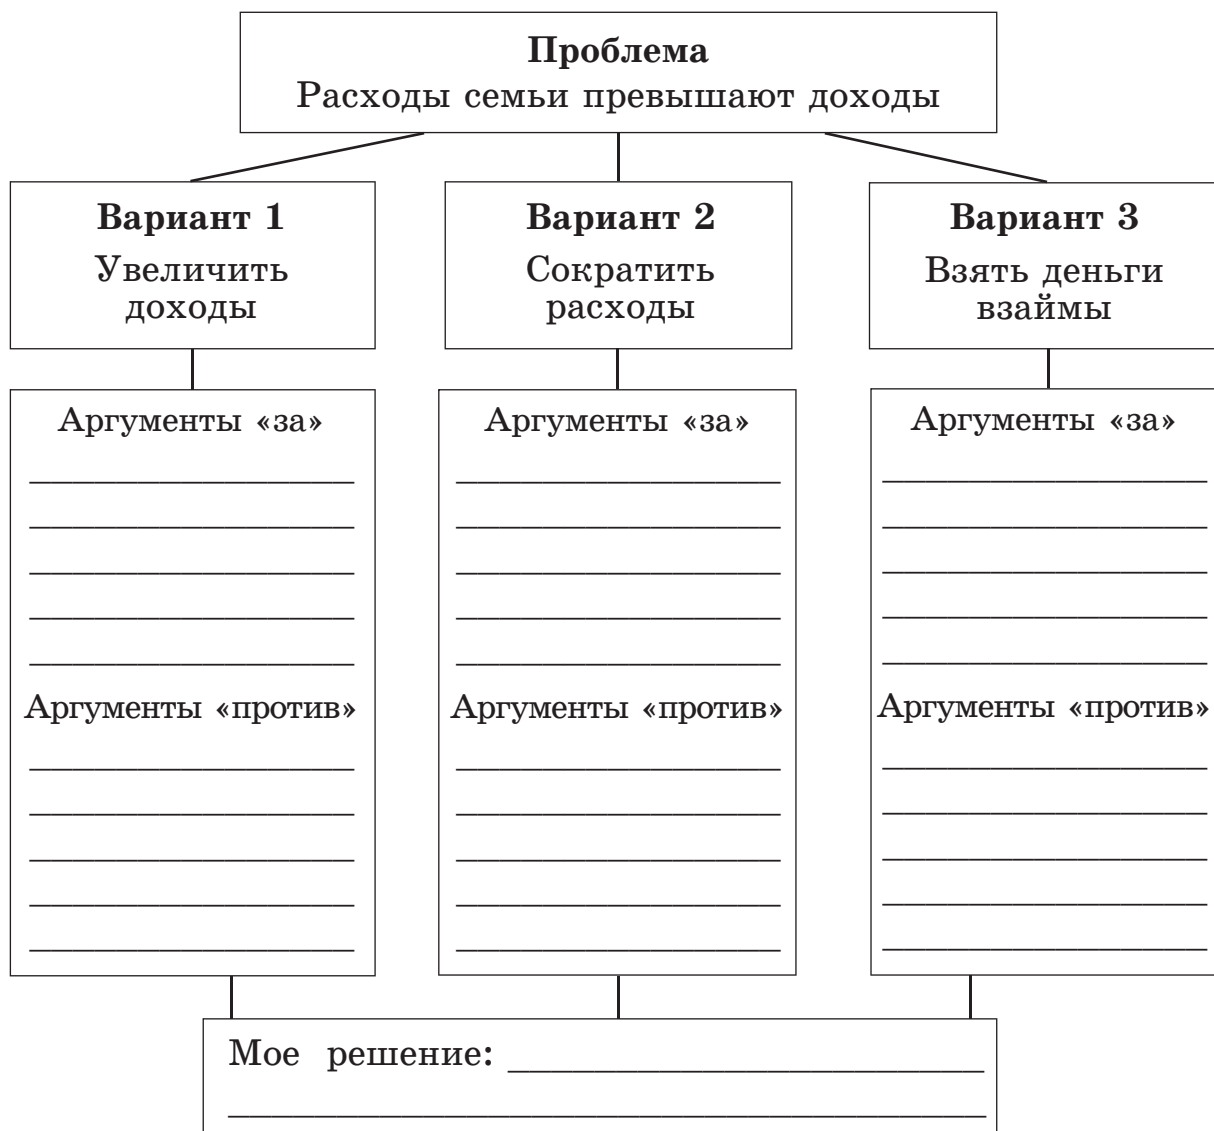 Проблема
Расходы семьи превышают доходы
Вариант 1
Увеличить
доходы
Вариант 2
Сократить
расходы
Вариант 3
Взять деньги
взаймы
Аргументы «за»
Аргументы «против»
Аргументы «за»
Аргументы «против»
Аргументы «за»
Аргументы «против»
Мое решение: